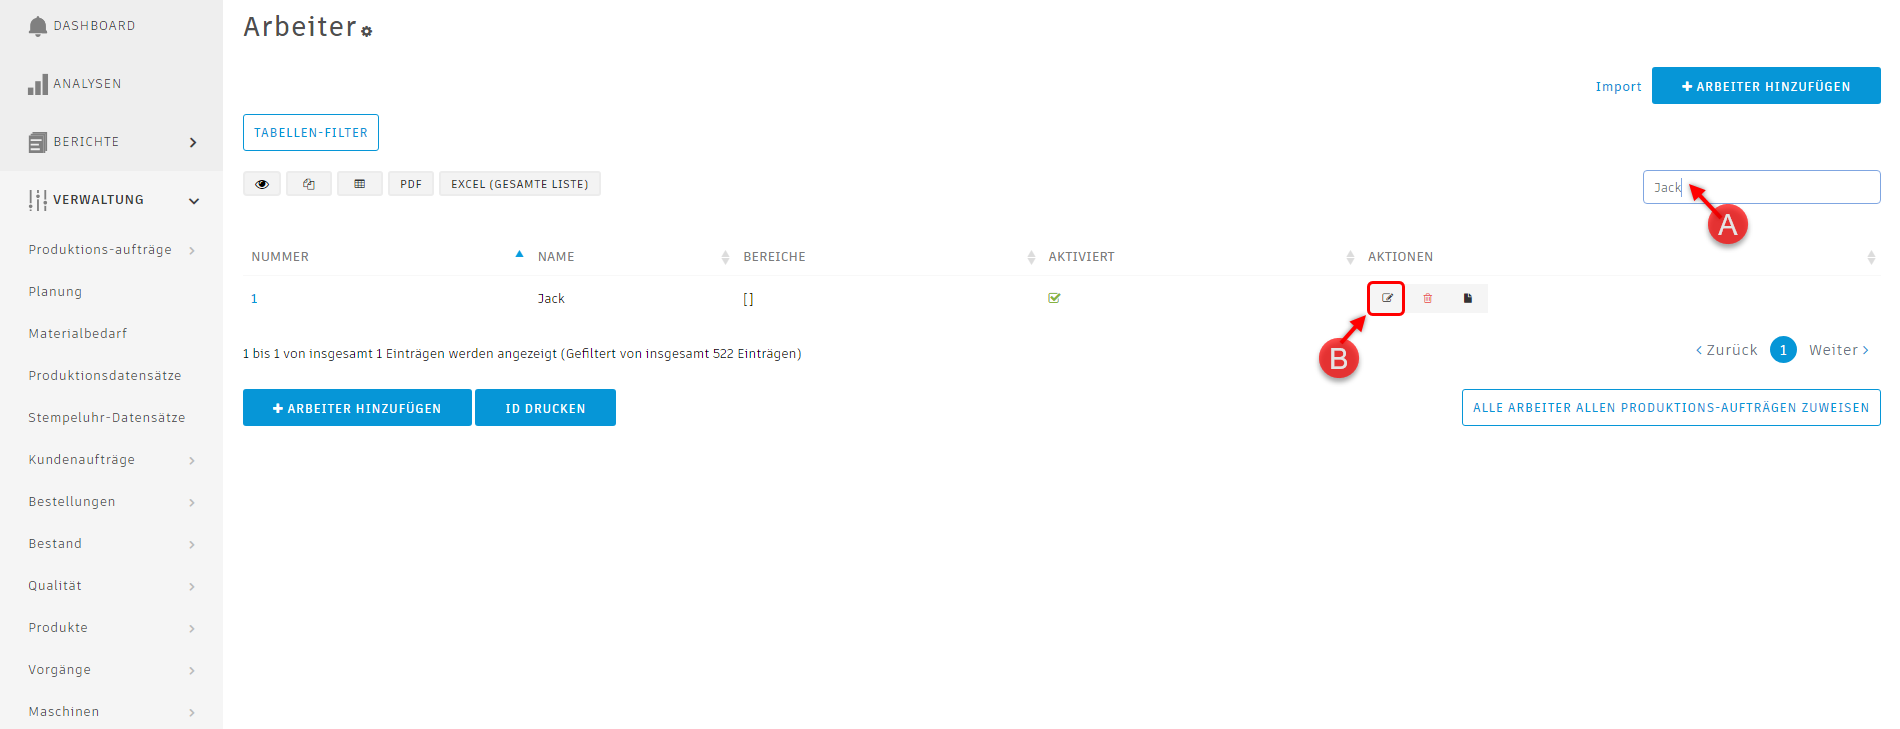 DASHBOARD
ANALYSEN
BERICHTE
VERWALTUNG
Produktions-aufträge
Planung
Materialbedarf
Produktionsdatensätze
Stempeluhr-Datensätze
Kundenaufträge
Bestellungen
Bestand
Qualität
Produkte
Vorgänge
Maschinen
Arbeiter
Import
ARBEITER HINZUFÜGEN
TABELLEN-FILTER
PDF EXCEL (GESAMTE LISTE)
Jack
A
NUMMER NAME BEREICHE AKTIVIERT AKTIONEN
1 Jack []
B
1 bis 1 von insgesamt 1 Einträgen werden angezeigt (Gefiltert von insgesamt 522 Einträgen)
Zurück 1 Weiter
ARBEITER HINZUFÜGEN
ID DRUCKEN
ALLE ARBEITER ALLEN PRODUKTIONS-AUFTRÄGEN ZUWEISEN